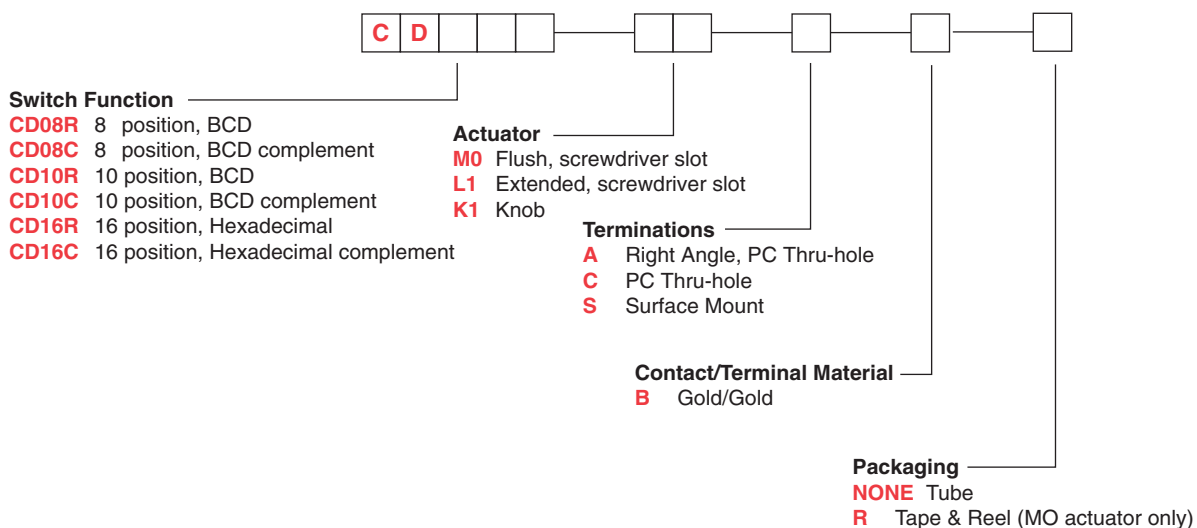 C D
Switch Function
CD08R 8 position, BCD
CD08C 8 position, BCD complement
CD10R 10 position, BCD
CD10C 10 position, BCD complement
CD16R 16 position, Hexadecimal
CD16C 16 position, Hexadecimal complement
Actuator
M0 Flush, screwdriver slot
L1 Extended, screwdriver slot
K1 Knob
Terminations
A Right Angle, PC Thru-hole
C PC Thru-hole
S Surface Mount
Contact/Terminal Material
B Gold/Gold
Packaging
NONE Tube
R Tape & Reel (MO actuator only)